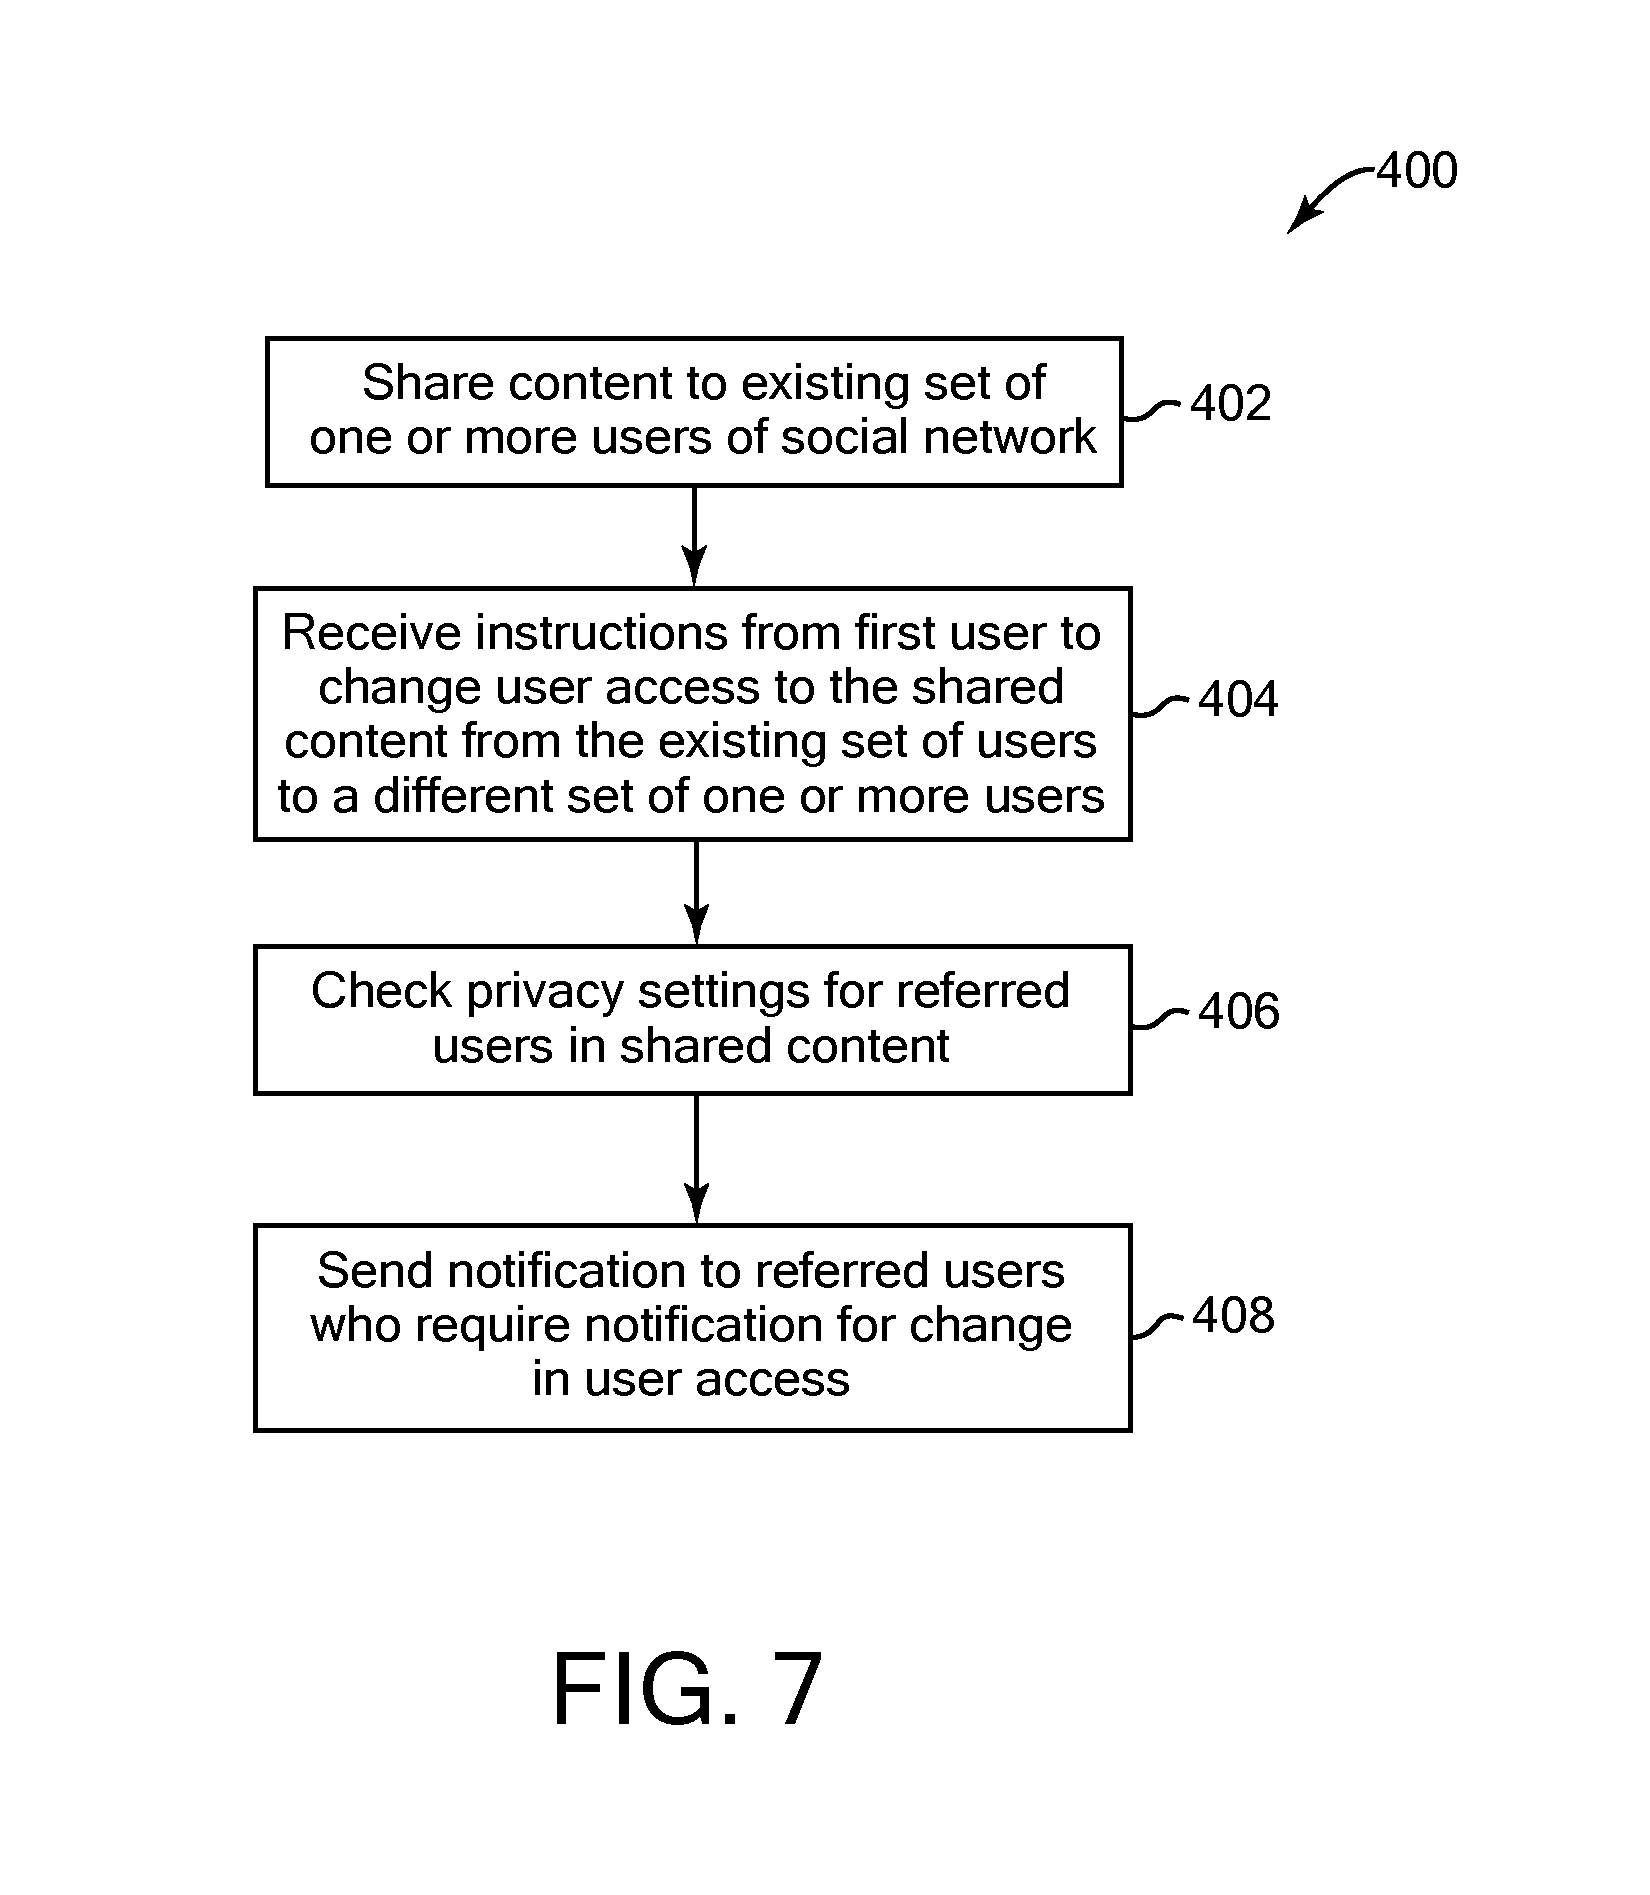 400
Share content to existing set of
one or more users of social network
402
Receive instructions from first user to
change user access to the shared
content from the existing set of users
to a different set of one or more users
404
Check privacy settings for referred
users in shared content
406
Send notification to referred users
who require notification for change
in user access
408
FIG. 7